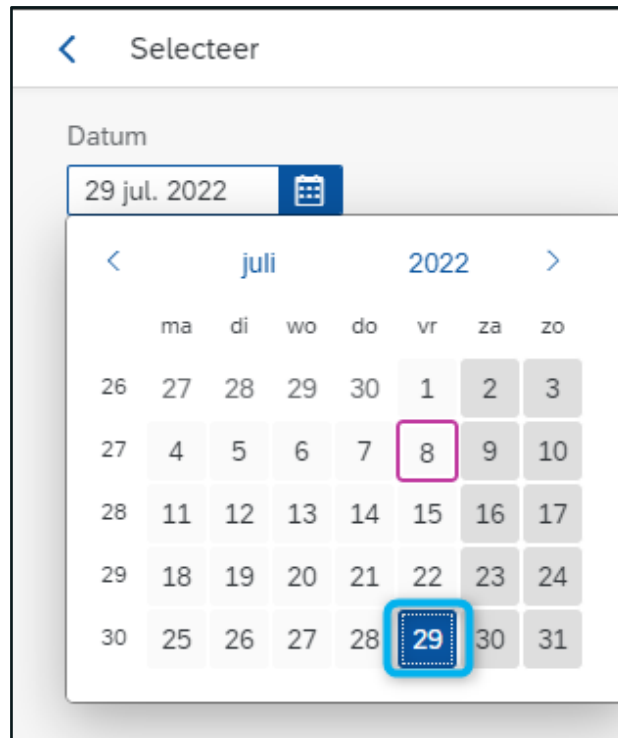 Selecteer
Datum
29 jul. 2022
juli 2022
ma di wo do vr za zo
26 27 28 29 30 1 2 3
27 4 5 6 7 8 9 10
28 11 12 13 14 15 16 17
29 18 19 20 21 22 23 24
30 25 26 27 28 29 30 31